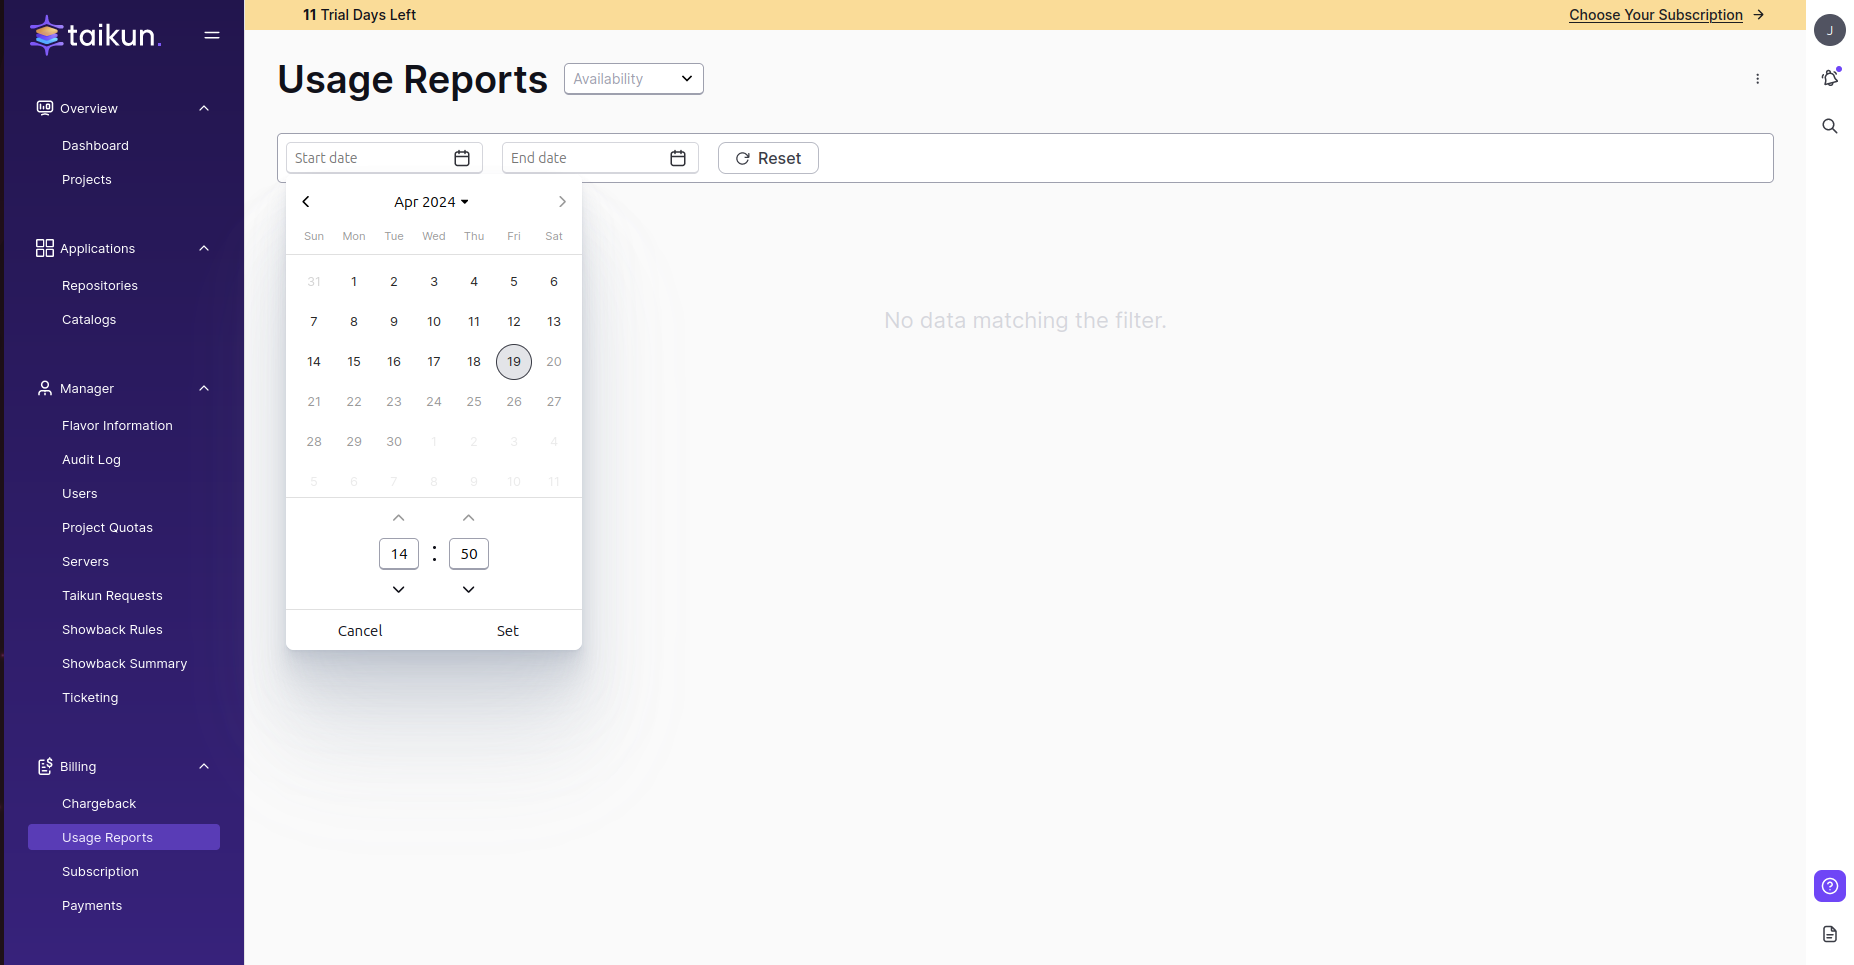 taikun.
Overview
Dashboard
Projects
Applications
Repositories
Catalogs
Manager
Flavor Information
Audit Log
Users
Project Quotas
Servers
Taikun Requests
Showback Rules
Showback Summary
Ticketing
Billing
Chargeback
Usage Reports
Subscription
Payments
11 Trial Days Left
Choose Your Subscription
J
Usage Reports
Availability
Start date
End date
Reset
Apr 2024
Sun Mon Tue Wed Thu Fri Sat
31 1 2 3 4 5 6
7 8 9 10 11 12 13
14 15 16 17 18 19 20
21 22 23 24 25 26 27
28 29 30 1 2 3 4
5 6 7 8 9 10 11
14 : 50
Cancel Set
No data matching the filter.